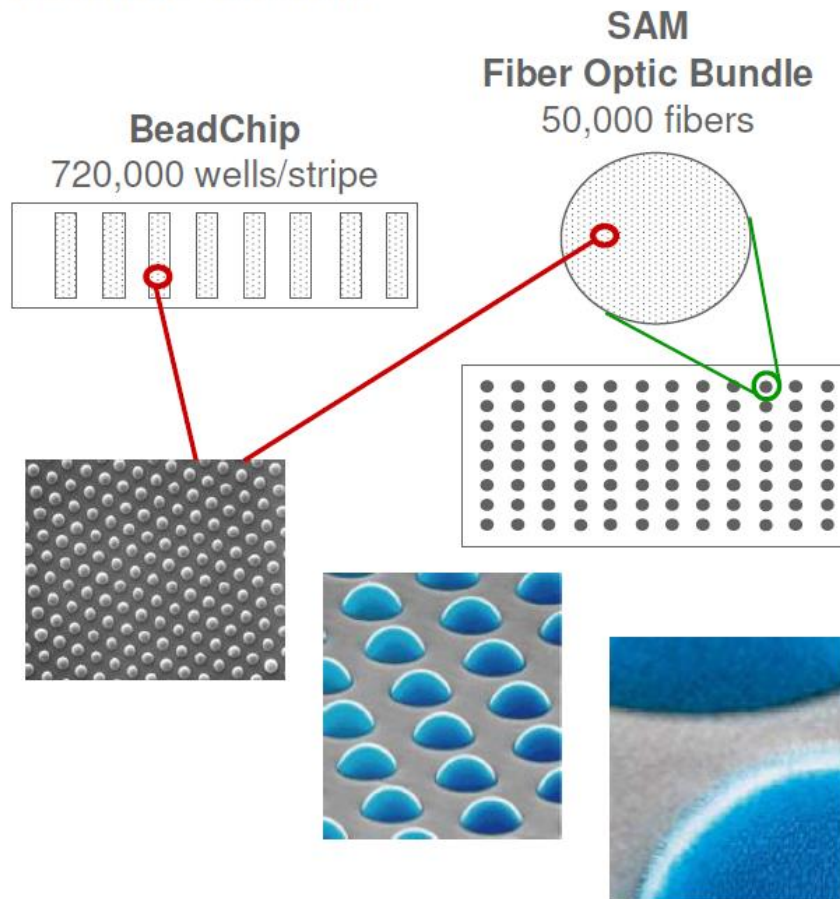 BeadChip
720,000 wells/stripe
SAM
Fiber Optic Bundle
50,000 fibers